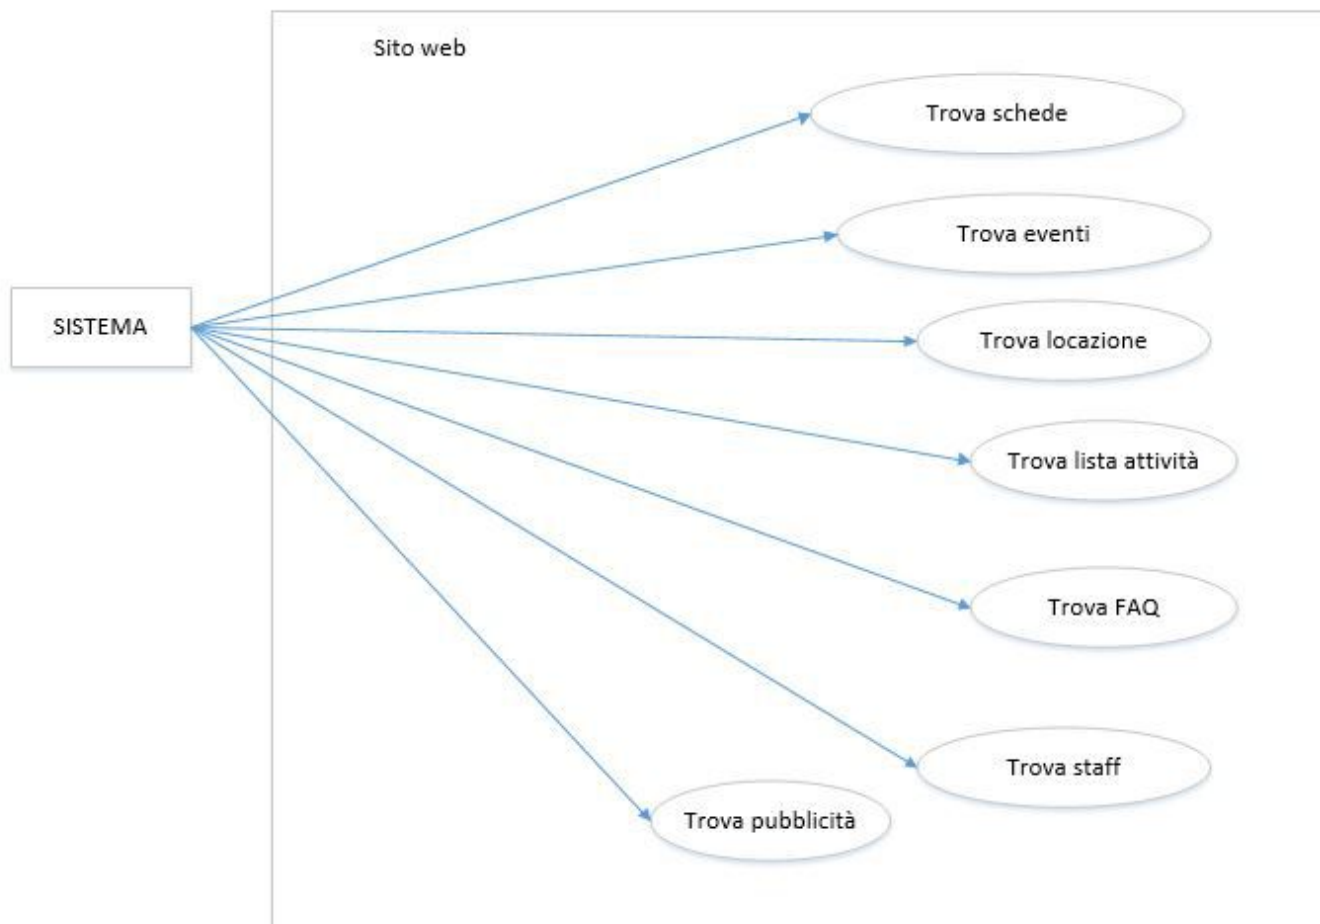 Sito web
Trova schede
Trova eventi
SISTEMA
Trova locazione
Trova lista attività
Trova FAQ
Trova staff
Trova pubblicità